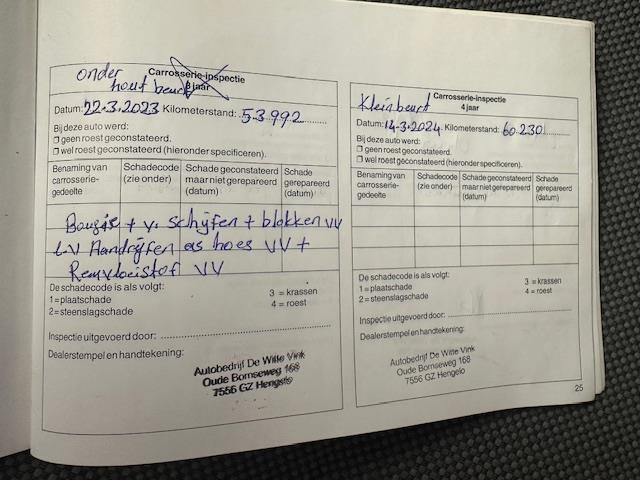 onder
hout beurt
Carrosserie-inspectie
3 jaar
Datum: 22-3.2023 Kilometerstand: 53.992
Bij deze auto werd:
geen roest geconstateerd.
wel roest geconstateerd (hieronder specificeren).
Benaming van carrosserie-gedeelte
Schadecode (zie onder)
Schade geconstateerd maar niet gerepareerd (datum)
Schade gerepareerd (datum)
Bougie + v. schijfen + blokken VV
L.V Aandrijfen as hoes VV +
Remvloeistof VV
De schadecode is als volgt:
1 = plaatschade
2 = steenslagschade
3 = krassen
4 = roest
Inspectie uitgevoerd door:
Dealerstempel en handtekening:
Autobedrijf De Witte Vink
Oude Bornseweg 168
7556 GZ Hengelo
Klein beurt
Carrosserie-inspectie
4 jaar
Datum: 14-3.2024. Kilometerstand: 60.230
Bij deze auto werd:
geen roest geconstateerd.
wel roest geconstateerd (hieronder specificeren).
Benaming van carrosserie-gedeelte
Schadecode (zie onder)
Schade geconstateerd maar niet gerepareerd (datum)
Schade gerepareerd (datum)
De schadecode is als volgt:
1 = plaatschade
2 = steenslagschade
3 = krassen
4 = roest
Inspectie uitgevoerd door:
Dealerstempel en handtekening:
Autobedrijf De Witte Vink
Oude Bornseweg 168
7556 GZ Hengelo
25